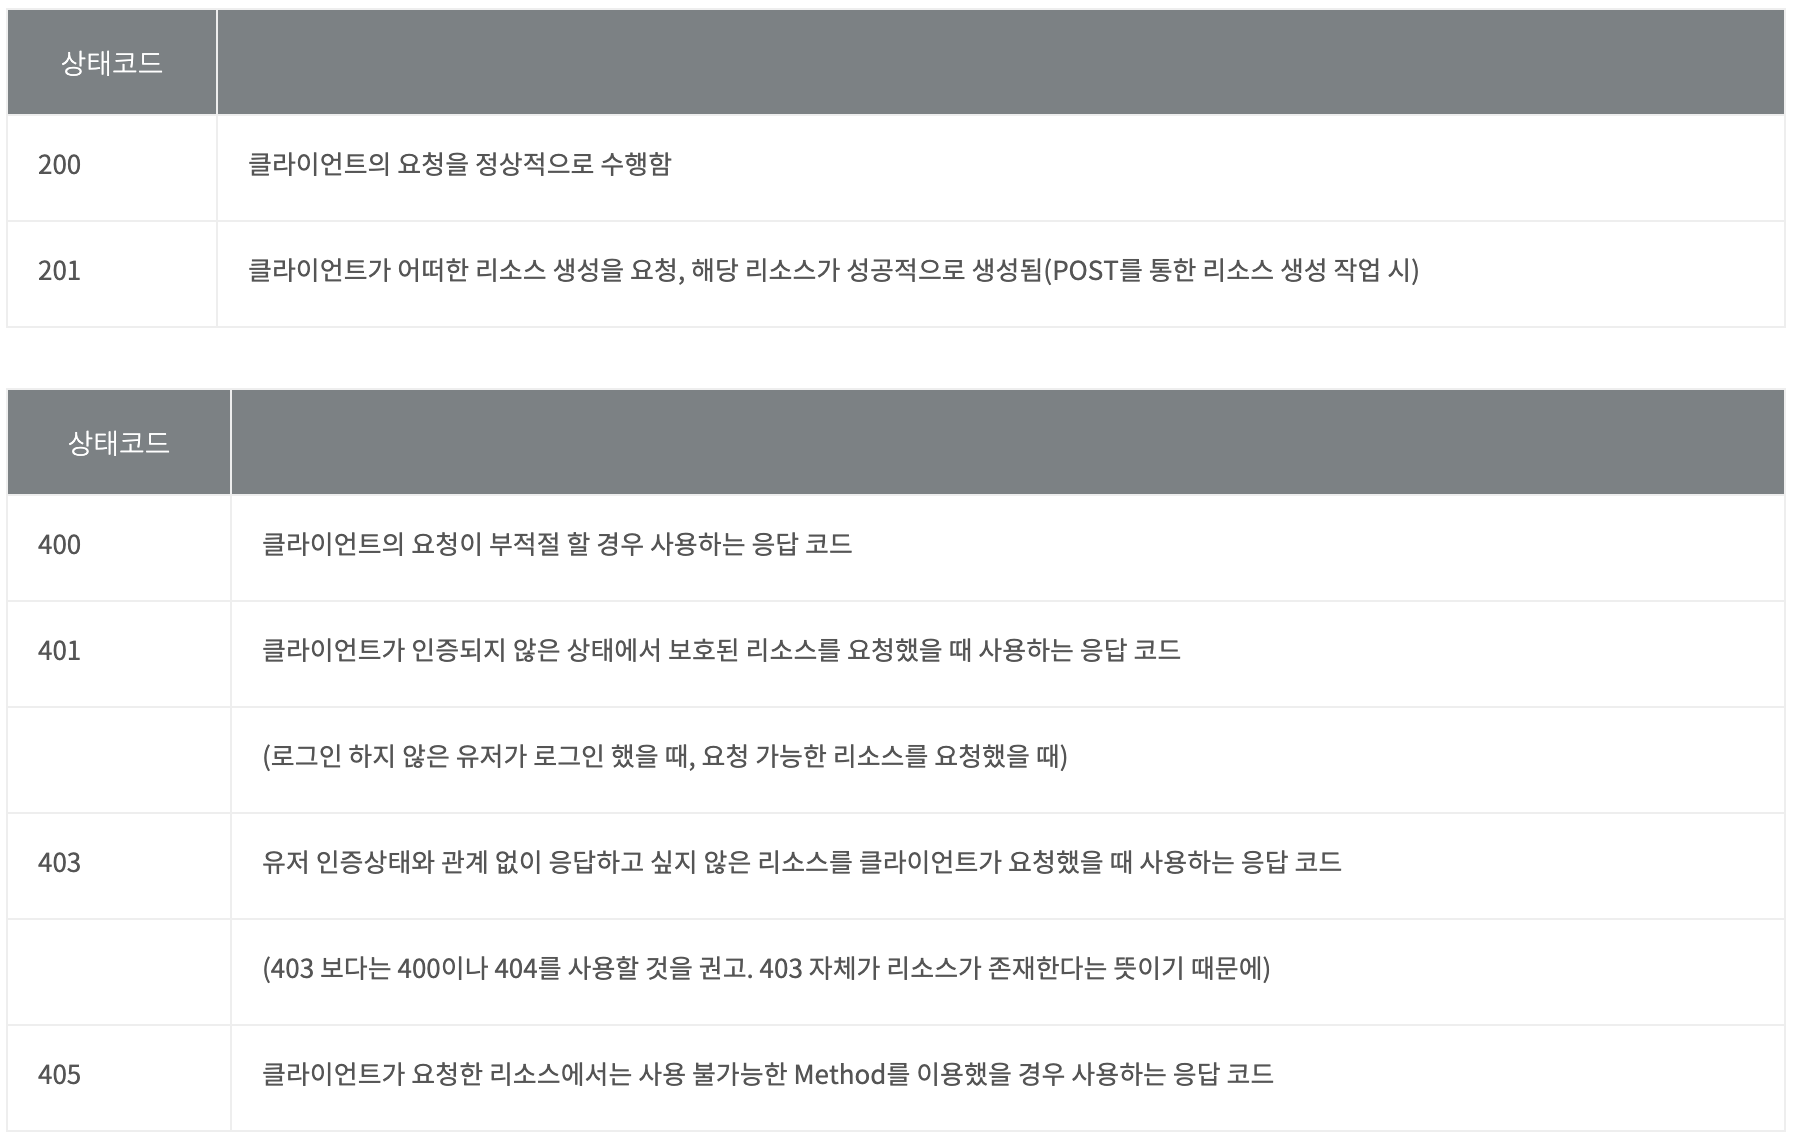 상태코드
200 클라이언트의 요청을 정상적으로 수행함
201 클라이언트가 어떠한 리소스 생성을 요청, 해당 리소스가 성공적으로 생성됨(POST를 통한 리소스 생성 작업 시)
상태코드
400 클라이언트의 요청이 부적절 할 경우 사용하는 응답 코드
401 클라이언트가 인증되지 않은 상태에서 보호된 리소스를 요청했을 때 사용하는 응답 코드
(로그인 하지 않은 유저가 로그인 했을 때, 요청 가능한 리소스를 요청했을 때)
403 유저 인증상태와 관계 없이 응답하고 싶지 않은 리소스를 클라이언트가 요청했을 때 사용하는 응답 코드
(403 보다는 400이나 404를 사용할 것을 권고. 403 자체가 리소스가 존재한다는 뜻이기 때문에)
405 클라이언트가 요청한 리소스에서는 사용 불가능한 Method를 이용했을 경우 사용하는 응답 코드